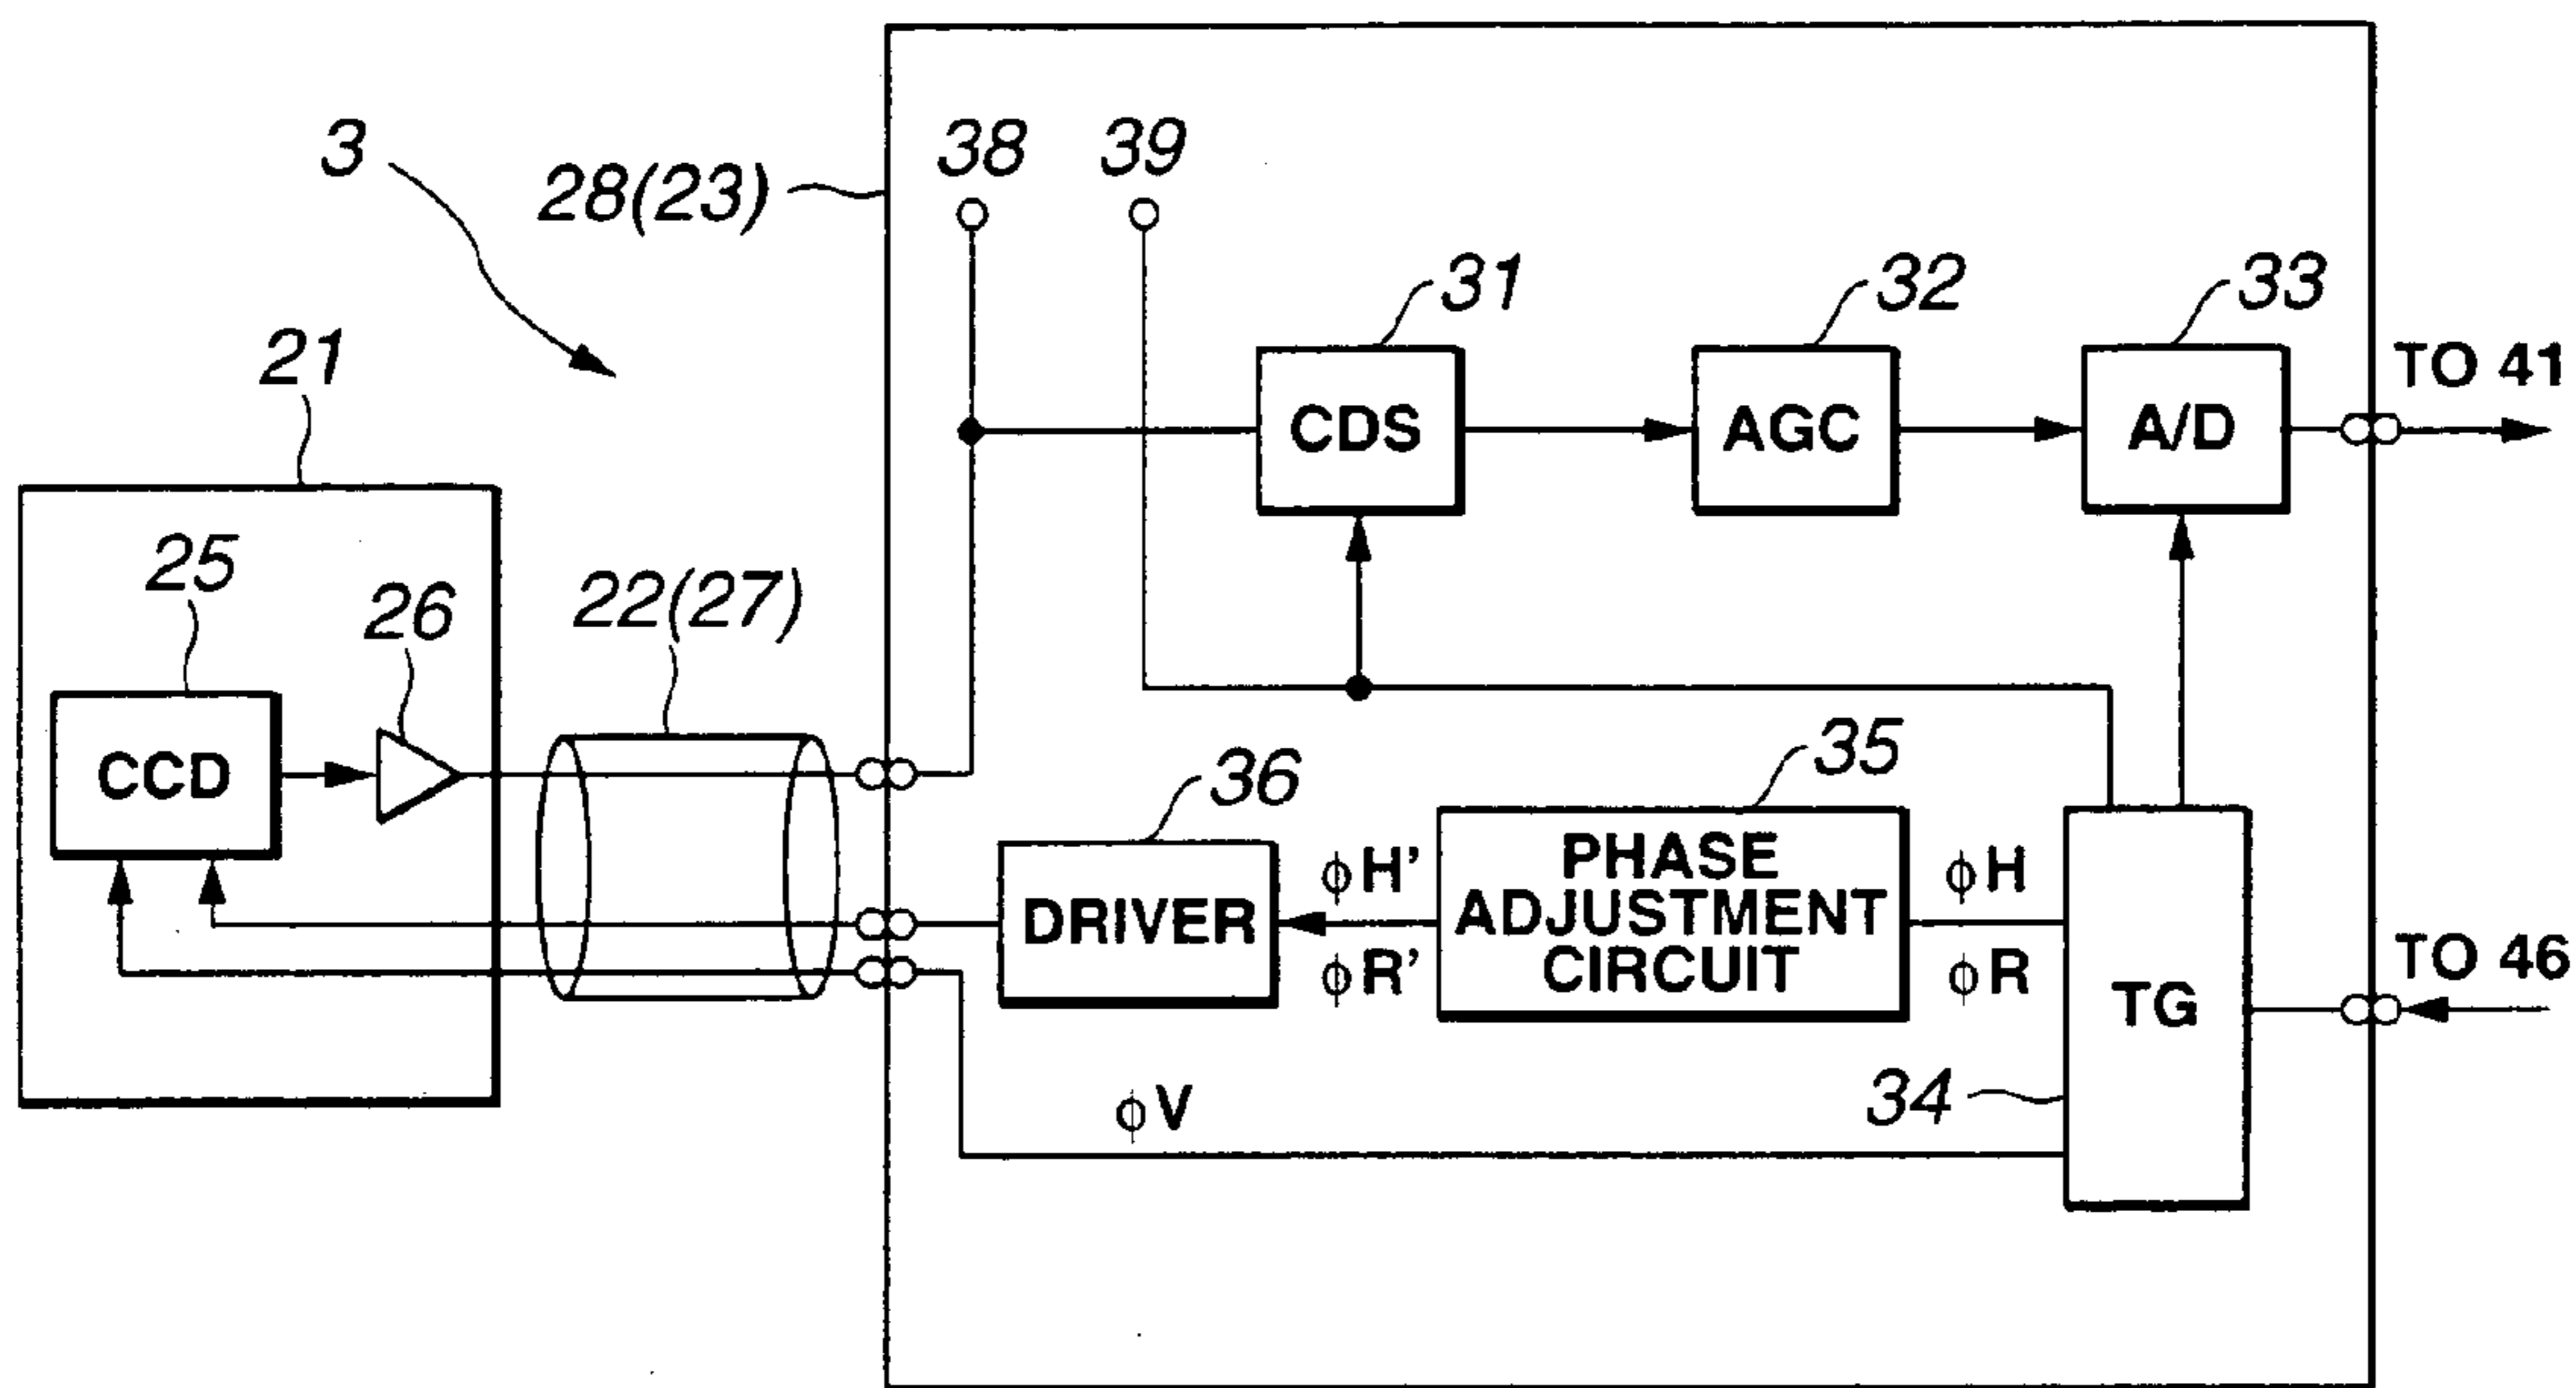 3
28(23)
38
39
31
32
33
CDS
AGC
A/D
TO 41
21
25
26
22(27)
CCD
36
35
DRIVER
ϕH'
ϕR'
PHASE
ADJUSTMENT
CIRCUIT
ϕH
ϕR
TG
TO 46
34
ϕV